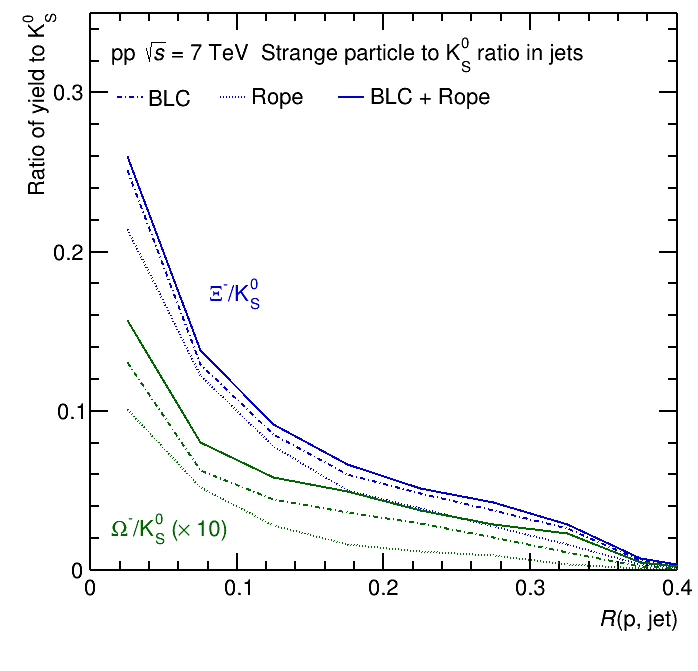 Ratio of yield to K⁰_S
pp √s = 7 TeV Strange particle to K⁰_S ratio in jets
BLC Rope BLC + Rope
0.3
0.2
0.1
0
Ξ⁻/K⁰_S
Ω⁻/K⁰_S (× 10)
0 0.1 0.2 0.3 0.4
R(p, jet)